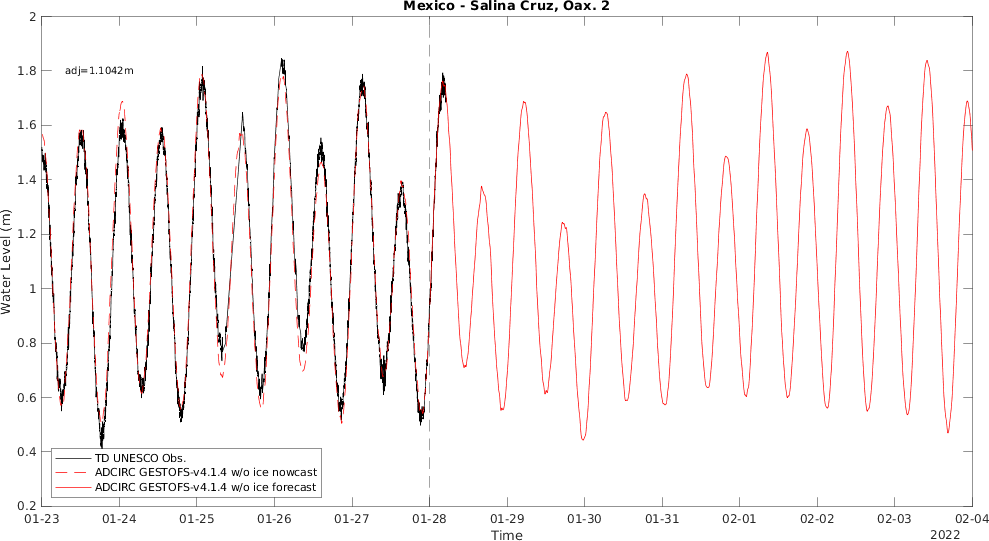 Mexico - Salina Cruz, Oax. 2
adj=1.1042m
Water Level (m)
2
1.8
1.6
1.4
1.2
1
0.8
0.6
0.4
0.2
TD UNESCO Obs.
ADCIRC GESTOFS-v4.1.4 w/o ice nowcast
ADCIRC GESTOFS-v4.1.4 w/o ice forecast
01-23 01-24 01-25 01-26 01-27 01-28 01-29 01-30 01-31 02-01 02-02 02-03 02-04
Time
2022